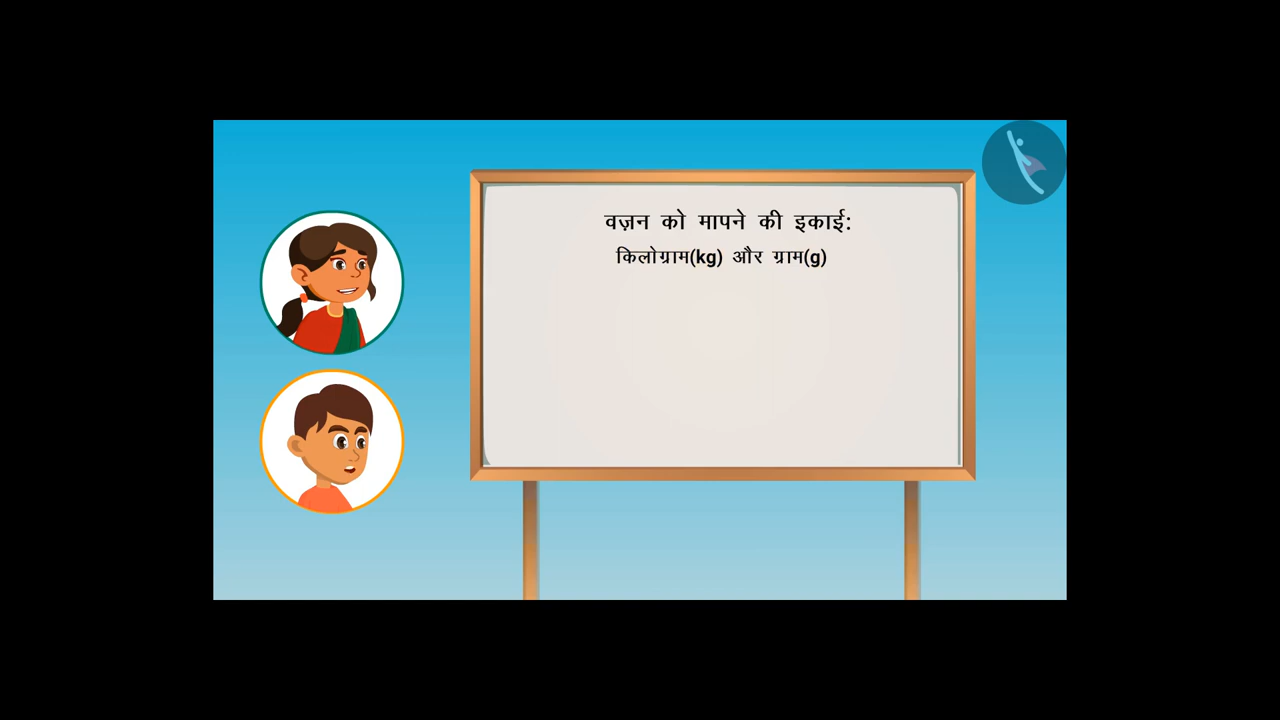 वज़न को मापने की इकाई:
किलोग्राम(kg) और ग्राम(g)